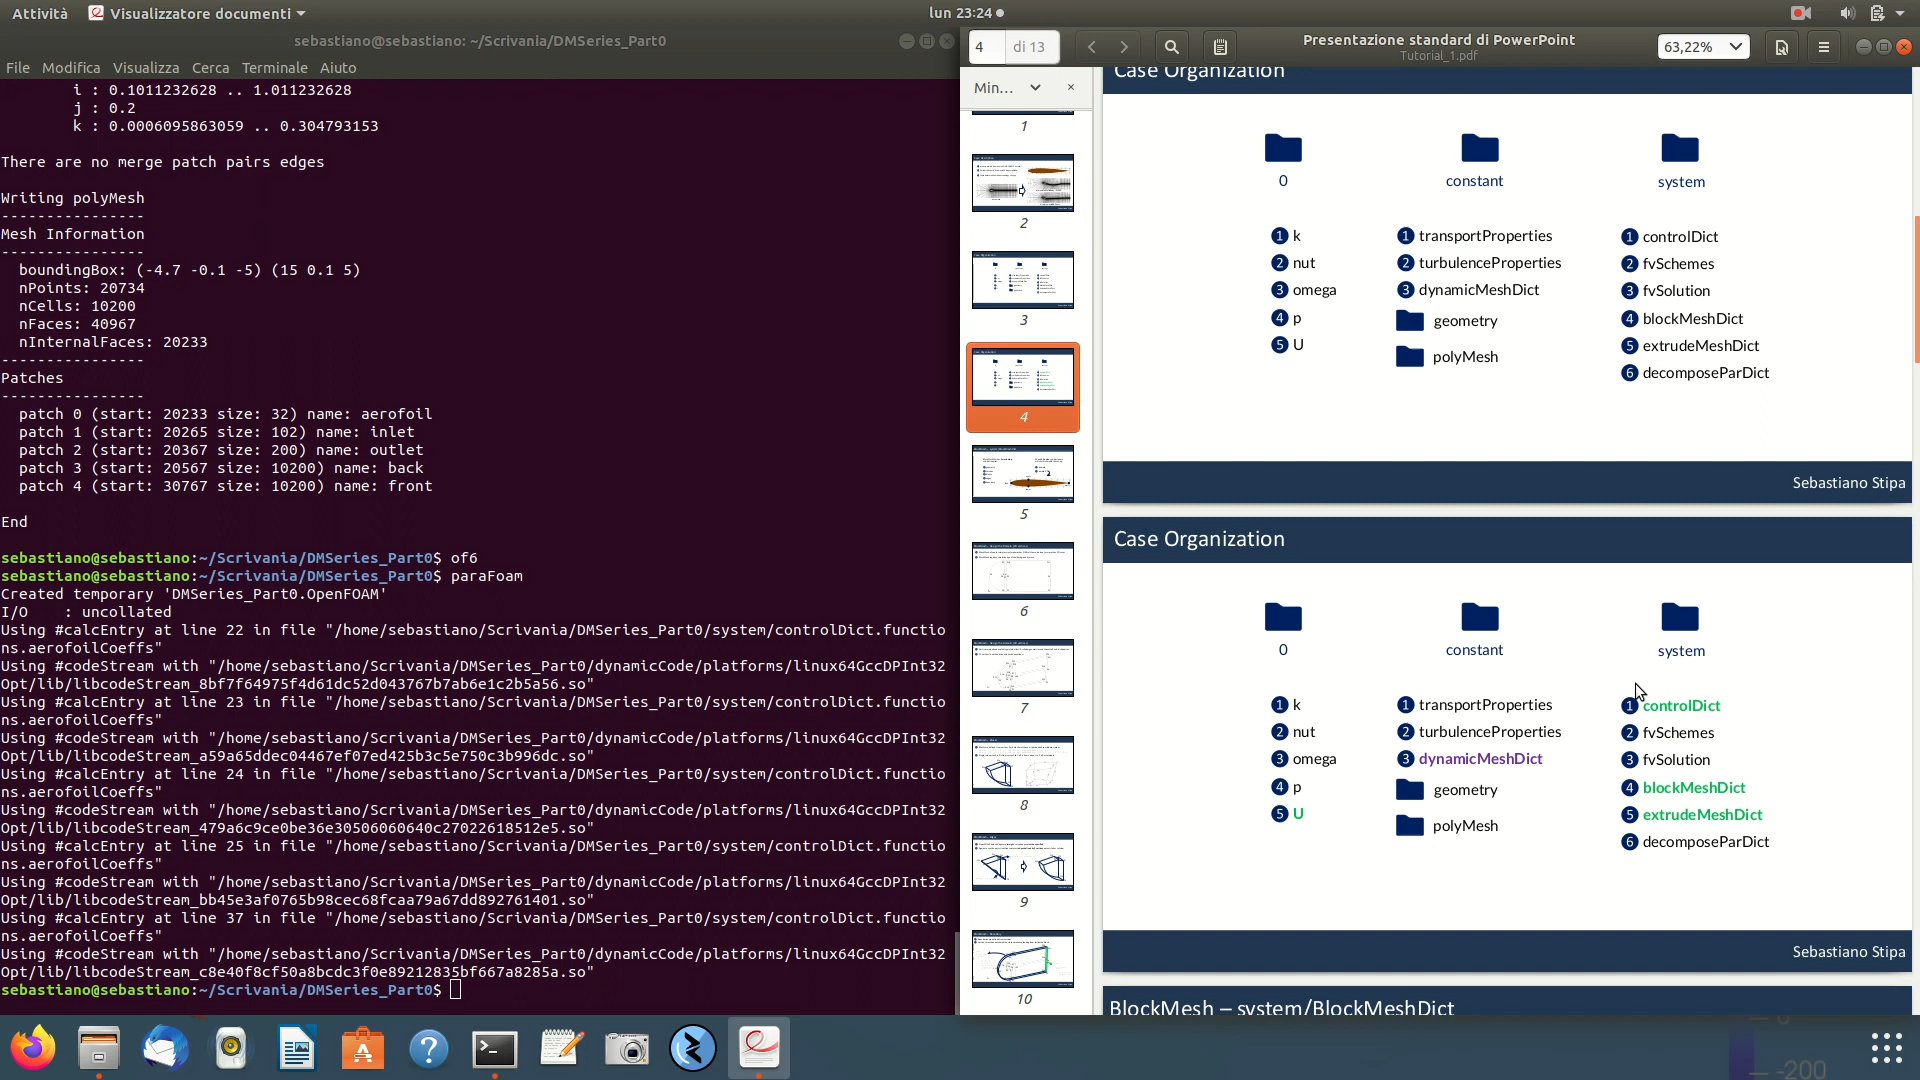 Attività
Visualizzatore documenti
lun 23:24
sebastiano@sebastiano: ~/Scrivania/DMSeries_Part0
File Modifica Visualizza Cerca Terminale Aiuto
i : 0.1011232628 .. 1.011232628
j : 0.2
k : 0.0006095863059 .. 0.304793153
There are no merge patch pairs edges
Writing polyMesh
----------------
Mesh Information
----------------
boundingBox: (-4.7 -0.1 -5) (15 0.1 5)
nPoints: 20734
nCells: 10200
nFaces: 40967
nInternalFaces: 20233
----------------
Patches
----------------
patch 0 (start: 20233 size: 32) name: aerofoil
patch 1 (start: 20265 size: 102) name: inlet
patch 2 (start: 20367 size: 200) name: outlet
patch 3 (start: 20567 size: 10200) name: back
patch 4 (start: 30767 size: 10200) name: front
End
sebastiano@sebastiano:~/Scrivania/DMSeries_Part0$ of6
sebastiano@sebastiano:~/Scrivania/DMSeries_Part0$ paraFoam
Created temporary 'DMSeries_Part0.OpenFOAM'
I/O    : uncollated
Using #calcEntry at line 22 in file "/home/sebastiano/Scrivania/DMSeries_Part0/system/controlDict.functio
ns.aerofoilCoeffs"
Using #codeStream with "/home/sebastiano/Scrivania/DMSeries_Part0/dynamicCode/platforms/linux64GccDPInt32
Opt/lib/libcodeStream_8bf7f64975f4d61dc52d043767b7ab6e1c2b5a56.so"
Using #calcEntry at line 23 in file "/home/sebastiano/Scrivania/DMSeries_Part0/system/controlDict.functio
ns.aerofoilCoeffs"
Using #codeStream with "/home/sebastiano/Scrivania/DMSeries_Part0/dynamicCode/platforms/linux64GccDPInt32
Opt/lib/libcodeStream_a59a65ddec04467ef07ed425b3c5e750c3b996dc.so"
Using #calcEntry at line 24 in file "/home/sebastiano/Scrivania/DMSeries_Part0/system/controlDict.functio
ns.aerofoilCoeffs"
Using #codeStream with "/home/sebastiano/Scrivania/DMSeries_Part0/dynamicCode/platforms/linux64GccDPInt32
Opt/lib/libcodeStream_479a6c9ce0be36e30506060640c27022618512e5.so"
Using #calcEntry at line 25 in file "/home/sebastiano/Scrivania/DMSeries_Part0/system/controlDict.functio
ns.aerofoilCoeffs"
Using #codeStream with "/home/sebastiano/Scrivania/DMSeries_Part0/dynamicCode/platforms/linux64GccDPInt32
Opt/lib/libcodeStream_bb45e3af0765b98cec68fcaa79a67dd892761401.so"
Using #calcEntry at line 37 in file "/home/sebastiano/Scrivania/DMSeries_Part0/system/controlDict.functio
ns.aerofoilCoeffs"
Using #codeStream with "/home/sebastiano/Scrivania/DMSeries_Part0/dynamicCode/platforms/linux64GccDPInt32
Opt/lib/libcodeStream_c8e40f8cf50a8bcdc3f0e89212835bf667a8285a.so"
sebastiano@sebastiano:~/Scrivania/DMSeries_Part0$
4 di 13
Presentazione standard di PowerPoint
Tutorial_1.pdf
63,22%
Min...
1
2
3
4
5
6
7
8
9
10
Case Organization
0
constant
system
1 k
2 nut
3 omega
4 p
5 U
1 transportProperties
2 turbulenceProperties
3 dynamicMeshDict
geometry
polyMesh
1 controlDict
2 fvSchemes
3 fvSolution
4 blockMeshDict
5 extrudeMeshDict
6 decomposeParDict
Sebastiano Stipa
Case Organization
0
constant
system
1 k
2 nut
3 omega
4 p
5 U
1 transportProperties
2 turbulenceProperties
3 dynamicMeshDict
geometry
polyMesh
1 controlDict
2 fvSchemes
3 fvSolution
4 blockMeshDict
5 extrudeMeshDict
6 decomposeParDict
Sebastiano Stipa
BlockMesh – system/BlockMeshDict
-200